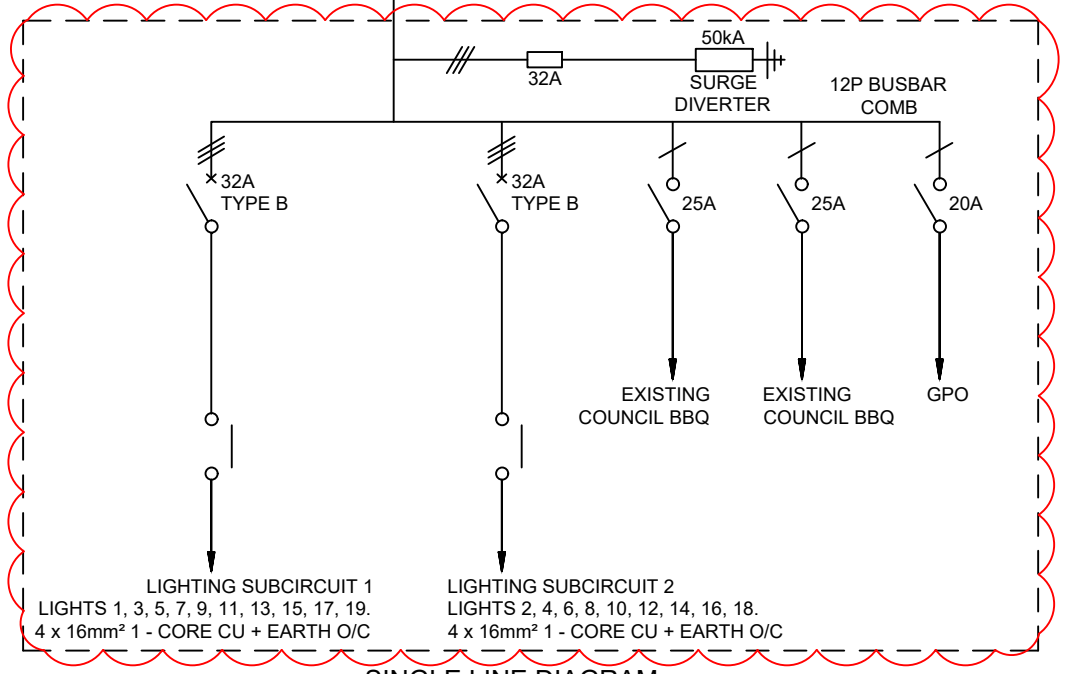 50kA
32A
SURGE
DIVERTER
12P BUSBAR
COMB
32A
TYPE B
32A
TYPE B
25A
25A
20A
EXISTING
COUNCIL BBQ
EXISTING
COUNCIL BBQ
GPO
LIGHTING SUBCIRCUIT 1
LIGHTS 1, 3, 5, 7, 9, 11, 13, 15, 17, 19.
4 x 16mm² 1 - CORE CU + EARTH O/C
LIGHTING SUBCIRCUIT 2
LIGHTS 2, 4, 6, 8, 10, 12, 14, 16, 18.
4 x 16mm² 1 - CORE CU + EARTH O/C
SINGLE LINE DIAGRAM